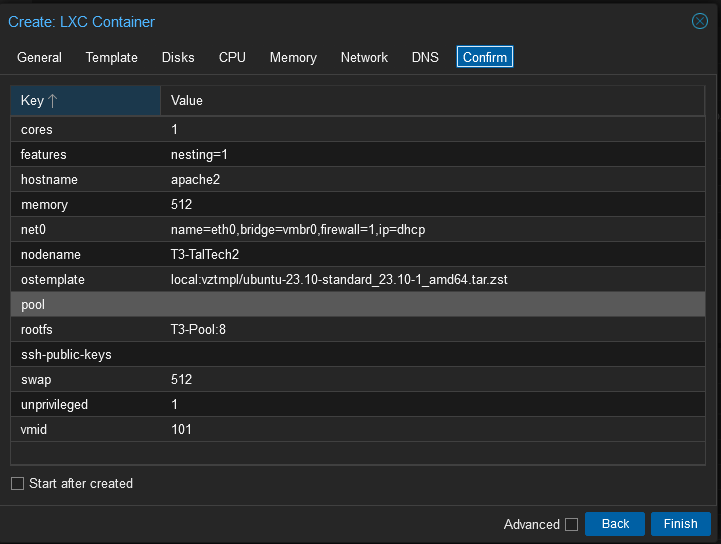 Create: LXC Container
General Template Disks CPU Memory Network DNS Confirm
Key Value
cores 1
features nesting=1
hostname apache2
memory 512
net0 name=eth0,bridge=vmbr0,firewall=1,ip=dhcp
nodename T3-TalTech2
ostemplate local:vztmpl/ubuntu-23.10-standard_23.10-1_amd64.tar.zst
pool
rootfs T3-Pool:8
ssh-public-keys
swap 512
unprivileged 1
vmid 101
Start after created
Advanced Back Finish